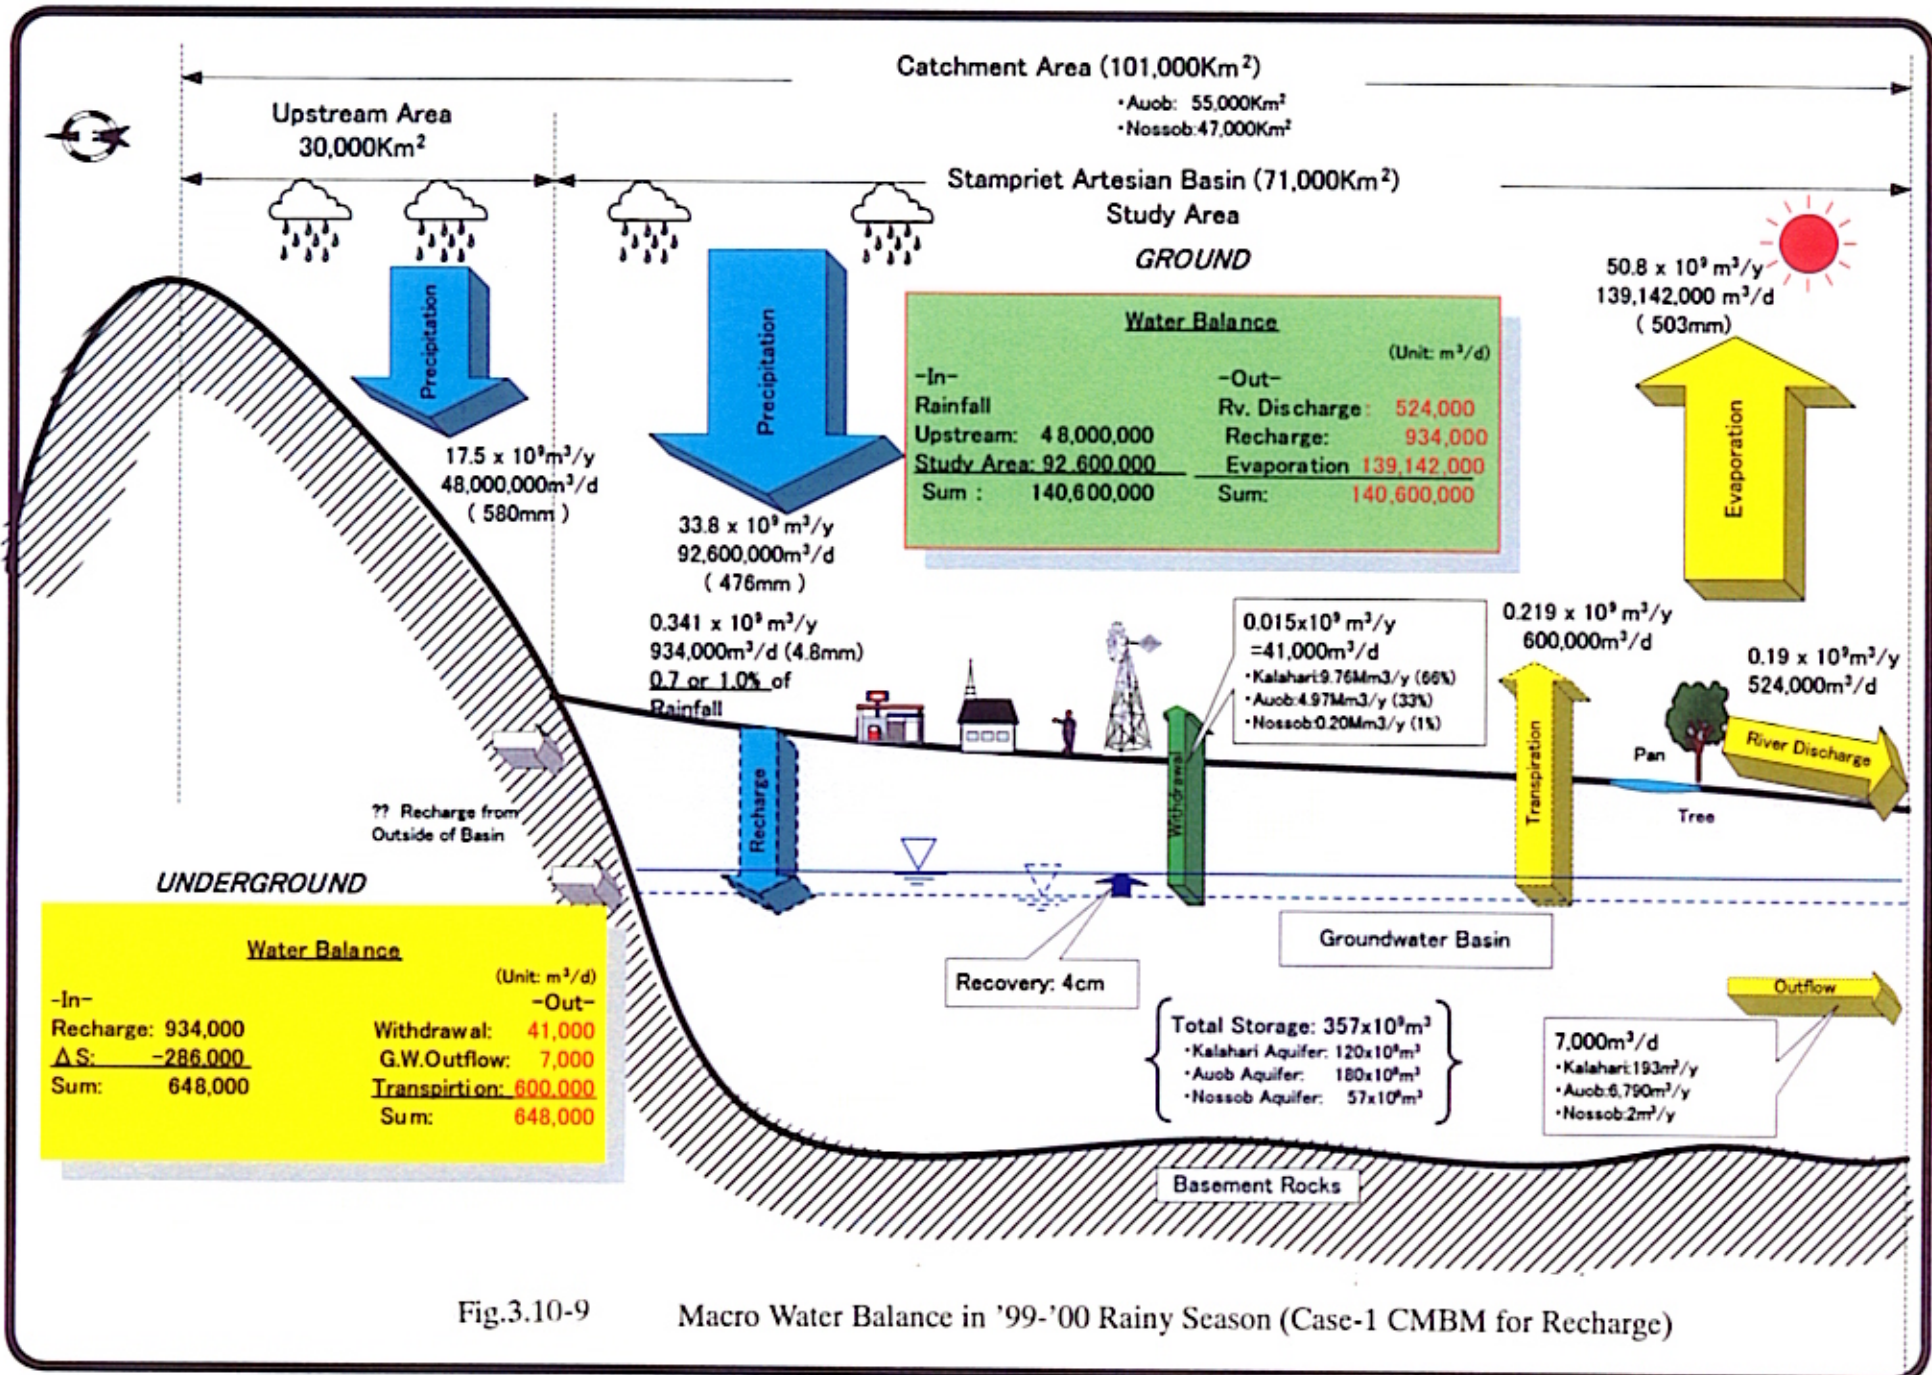 Catchment Area (101,000Km²)
・Auob: 55,000Km²
・Nossob:47,000Km²
Upstream Area
30,000Km²
Stampriet Artesian Basin (71,000Km²)
Study Area
GROUND
Precipitation
17.5 x 10⁹m³/y
48,000,000m³/d
( 580mm )
Precipitation
33.8 x 10⁹ m³/y
92,600,000m³/d
( 476mm )
Water Balance
(Unit: m³/d)
-In-
Rainfall
Upstream: 48,000,000
Study Area: 92,600,000
Sum : 140,600,000
-Out-
Rv. Discharge: 524,000
Recharge: 934,000
Evaporation 139,142,000
Sum: 140,600,000
50.8 x 10⁹ m³/y
139,142,000 m³/d
( 503mm)
Evaporation
0.341 x 10⁹ m³/y
934,000m³/d (4.8mm)
0.7 or 1.0% of
Rainfall
Recharge
0.015x10⁹ m³/y
=41,000m³/d
・Kalahari:9.76Mm3/y (66%)
・Auob:4.97Mm3/y (33%)
・Nossob:0.20Mm3/y (1%)
Withdrawal
0.219 x 10⁹ m³/y
600,000m³/d
Transpiration
0.19 x 10⁹m³/y
524,000m³/d
River Discharge
Pan
Tree
?? Recharge from
Outside of Basin
UNDERGROUND
Water Balance
(Unit: m³/d)
-In-
Recharge: 934,000
ΔS: -286,000
Sum: 648,000
-Out-
Withdrawal: 41,000
G.W.Outflow: 7,000
Transpirtion: 600,000
Sum: 648,000
Groundwater Basin
Recovery: 4cm
Outflow
Total Storage: 357x10⁹m³
・Kalahari Aquifer: 120x10⁹m³
・Auob Aquifer: 180x10⁹m³
・Nossob Aquifer: 57x10⁹m³
7,000m³/d
・Kalahari:193m³/y
・Auob:6,790m³/y
・Nossob:2m³/y
Basement Rocks
Fig.3.10-9 Macro Water Balance in '99-'00 Rainy Season (Case-1 CMBM for Recharge)